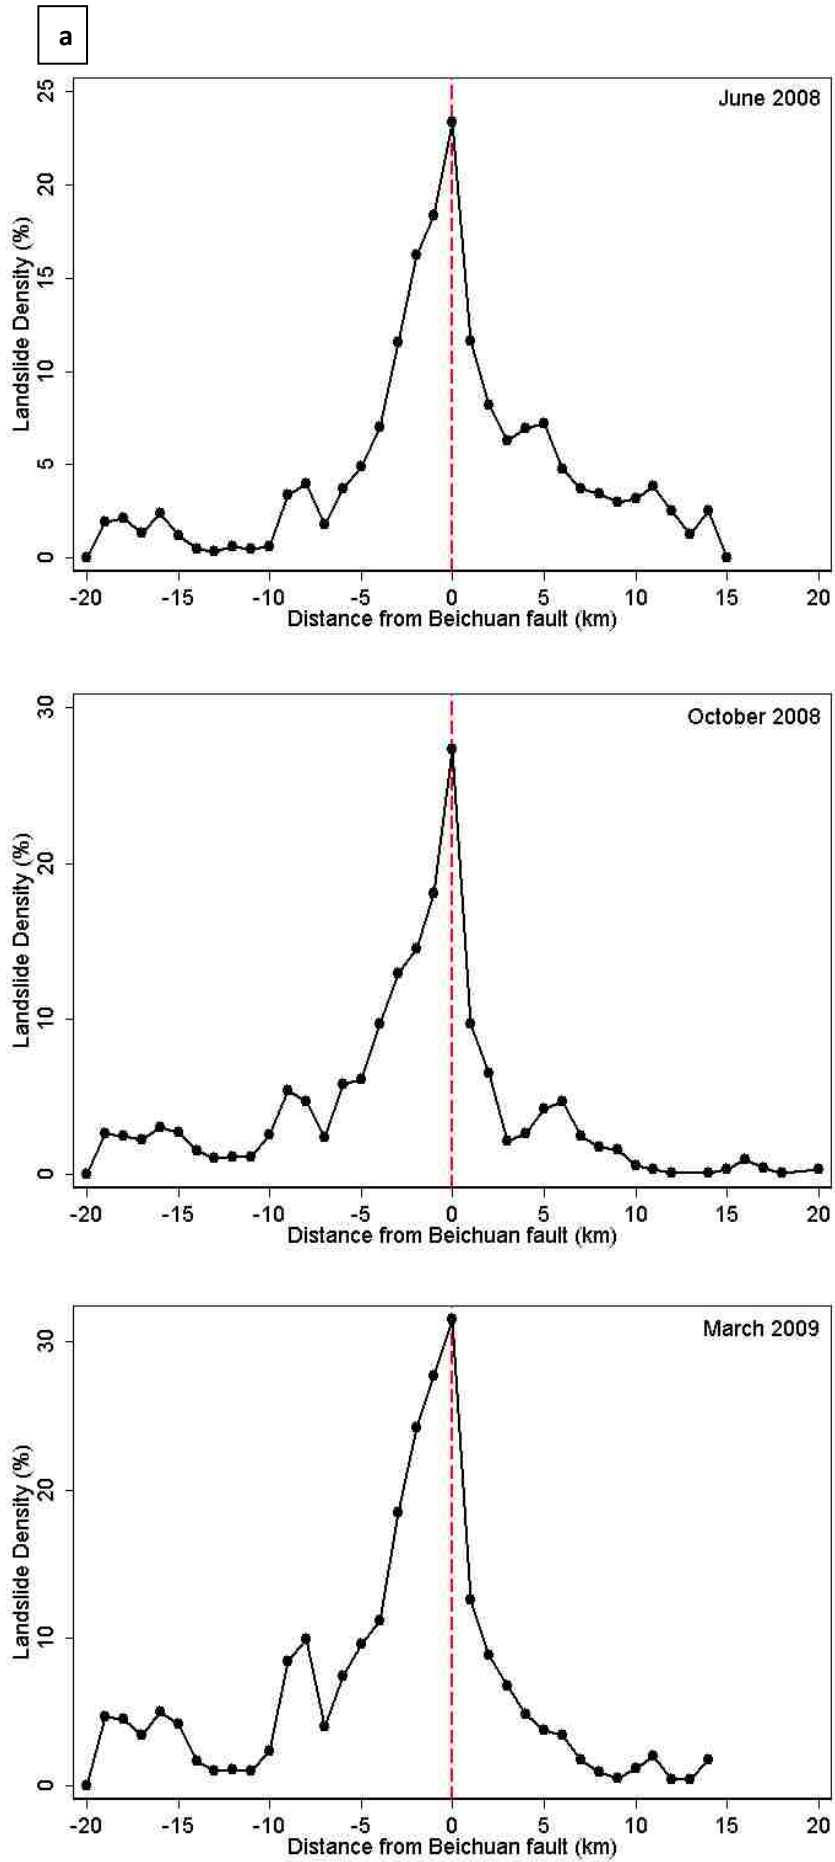 a
June 2008
Landslide Density (%)
25
20
15
10
5
0
-20 -15 -10 -5 0 5 10 15 20
Distance from Beichuan fault (km)
October 2008
Landslide Density (%)
30
20
10
0
-20 -15 -10 -5 0 5 10 15 20
Distance from Beichuan fault (km)
March 2009
Landslide Density (%)
30
20
10
0
-20 -15 -10 -5 0 5 10 15 20
Distance from Beichuan fault (km)